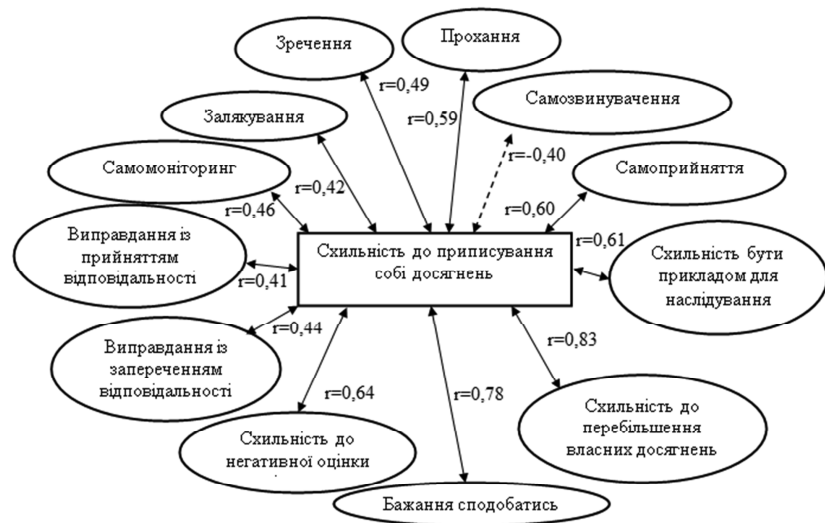 Зречення
Прохання
r=0,49
r=0,59
Самозвинувачення
r=-0,40
Залякування
r=0,42
Самоприйняття
r=0,60
Самомоніторинг
r=0,46
Виправдання із
прийняттям
відповідальності
r=0,41
Схильність до приписування
собі досягнень
r=0,61
Схильність бути
прикладом для
наслідування
Виправдання із
запереченням
відповідальності
r=0,44
r=0,83
Схильність до
перебільшення
власних досягнень
r=0,64
Схильність до
негативної оцінки
r=0,78
Бажання сподобатись